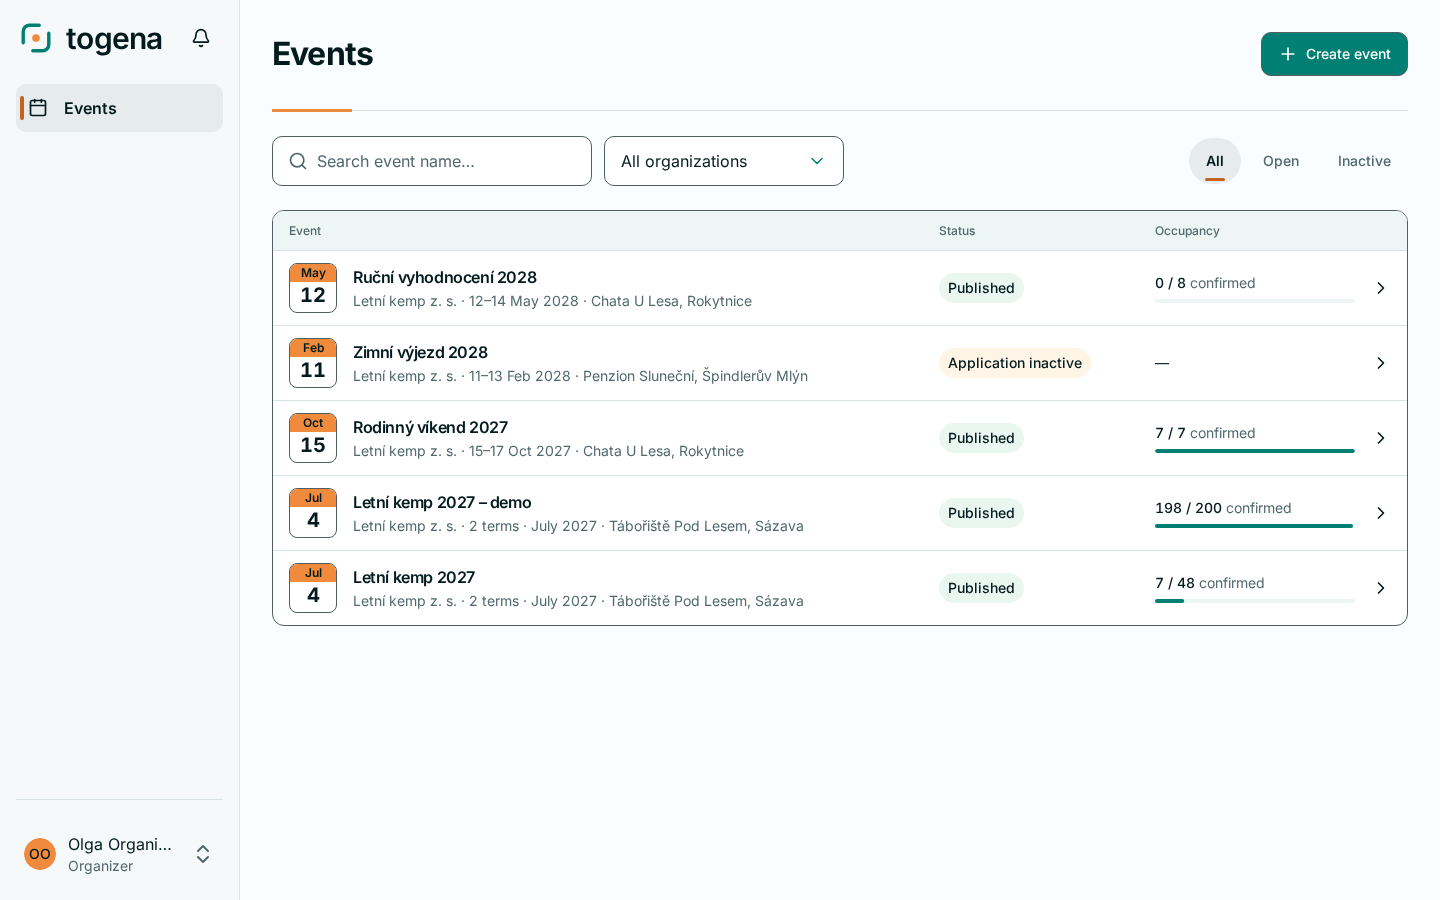 togena
Events
Olga Organi...
OO
Organizer
Events
Create event
Search event name...
All organizations
All
Open
Inactive
Event
Status
Occupancy
May
12
Ruční vyhodnocení 2028
Letní kemp z. s. · 12–14 May 2028 · Chata U Lesa, Rokytnice
Published
0 / 8 confirmed
Feb
11
Zimní výjezd 2028
Letní kemp z. s. · 11–13 Feb 2028 · Penzion Sluneční, Špindlerův Mlýn
Application inactive
—
Oct
15
Rodinný víkend 2027
Letní kemp z. s. · 15–17 Oct 2027 · Chata U Lesa, Rokytnice
Published
7 / 7 confirmed
Jul
4
Letní kemp 2027 – demo
Letní kemp z. s. · 2 terms · July 2027 · Tábořiště Pod Lesem, Sázava
Published
198 / 200 confirmed
Jul
4
Letní kemp 2027
Letní kemp z. s. · 2 terms · July 2027 · Tábořiště Pod Lesem, Sázava
Published
7 / 48 confirmed